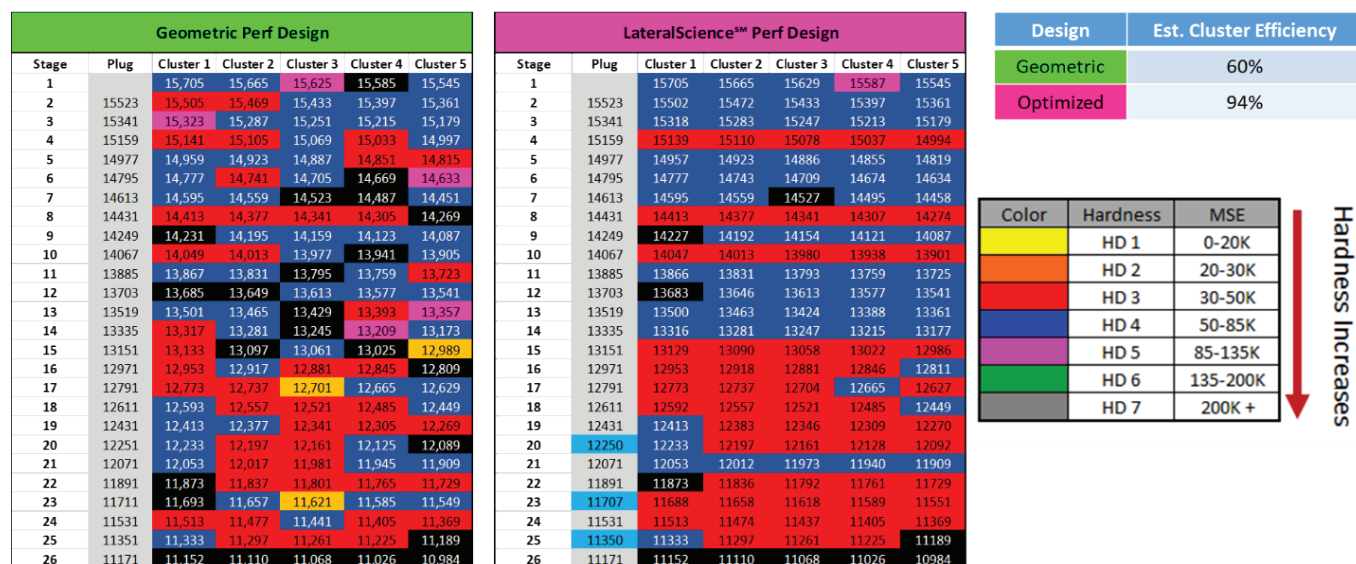 Geometric Perf Design
Stage Plug Cluster 1 Cluster 2 Cluster 3 Cluster 4 Cluster 5
1 15,705 15,665 15,625 15,585 15,545
2 15523 15,505 15,469 15,433 15,397 15,361
3 15341 15,323 15,287 15,251 15,215 15,179
4 15159 15,141 15,105 15,069 15,033 14,997
5 14977 14,959 14,923 14,887 14,851 14,815
6 14795 14,777 14,741 14,705 14,669 14,633
7 14613 14,595 14,559 14,523 14,487 14,451
8 14431 14,413 14,377 14,341 14,305 14,269
9 14249 14,231 14,195 14,159 14,123 14,087
10 14067 14,049 14,013 13,977 13,941 13,905
11 13885 13,867 13,831 13,795 13,759 13,723
12 13703 13,685 13,649 13,613 13,577 13,541
13 13519 13,501 13,465 13,429 13,393 13,357
14 13335 13,317 13,281 13,245 13,209 13,173
15 13151 13,133 13,097 13,061 13,025 12,989
16 12971 12,953 12,917 12,881 12,845 12,809
17 12791 12,773 12,737 12,701 12,665 12,629
18 12611 12,593 12,557 12,521 12,485 12,449
19 12431 12,413 12,377 12,341 12,305 12,269
20 12251 12,233 12,197 12,161 12,125 12,089
21 12071 12,053 12,017 11,981 11,945 11,909
22 11891 11,873 11,837 11,801 11,765 11,729
23 11711 11,693 11,657 11,621 11,585 11,549
24 11531 11,513 11,477 11,441 11,405 11,369
25 11351 11,333 11,297 11,261 11,225 11,189
26 11171 11,152 11,110 11,068 11,026 10,984
LateralScience℠ Perf Design
Stage Plug Cluster 1 Cluster 2 Cluster 3 Cluster 4 Cluster 5
1 15705 15665 15629 15587 15545
2 15523 15502 15472 15433 15397 15361
3 15341 15318 15283 15247 15213 15179
4 15159 15139 15110 15078 15037 14994
5 14977 14957 14923 14886 14855 14819
6 14795 14777 14743 14709 14674 14634
7 14613 14595 14559 14527 14495 14458
8 14431 14413 14377 14341 14307 14274
9 14249 14227 14192 14154 14121 14087
10 14067 14047 14013 13980 13938 13901
11 13885 13866 13831 13793 13759 13725
12 13703 13683 13646 13613 13577 13541
13 13519 13500 13463 13424 13388 13361
14 13335 13316 13281 13247 13215 13177
15 13151 13129 13090 13058 13022 12986
16 12971 12953 12918 12881 12846 12811
17 12791 12773 12737 12704 12665 12627
18 12611 12592 12557 12521 12485 12449
19 12431 12413 12383 12346 12309 12270
20 12250 12233 12197 12161 12128 12092
21 12071 12053 12012 11973 11940 11909
22 11891 11873 11836 11792 11761 11729
23 11707 11688 11658 11618 11589 11551
24 11531 11513 11474 11437 11405 11369
25 11350 11333 11297 11261 11225 11189
26 11171 11152 11110 11068 11026 10984
Design Est. Cluster Efficiency
Geometric 60%
Optimized 94%
Color Hardness MSE
HD 1 0-20K
HD 2 20-30K
HD 3 30-50K
HD 4 50-85K
HD 5 85-135K
HD 6 135-200K
HD 7 200K +
Hardness Increases